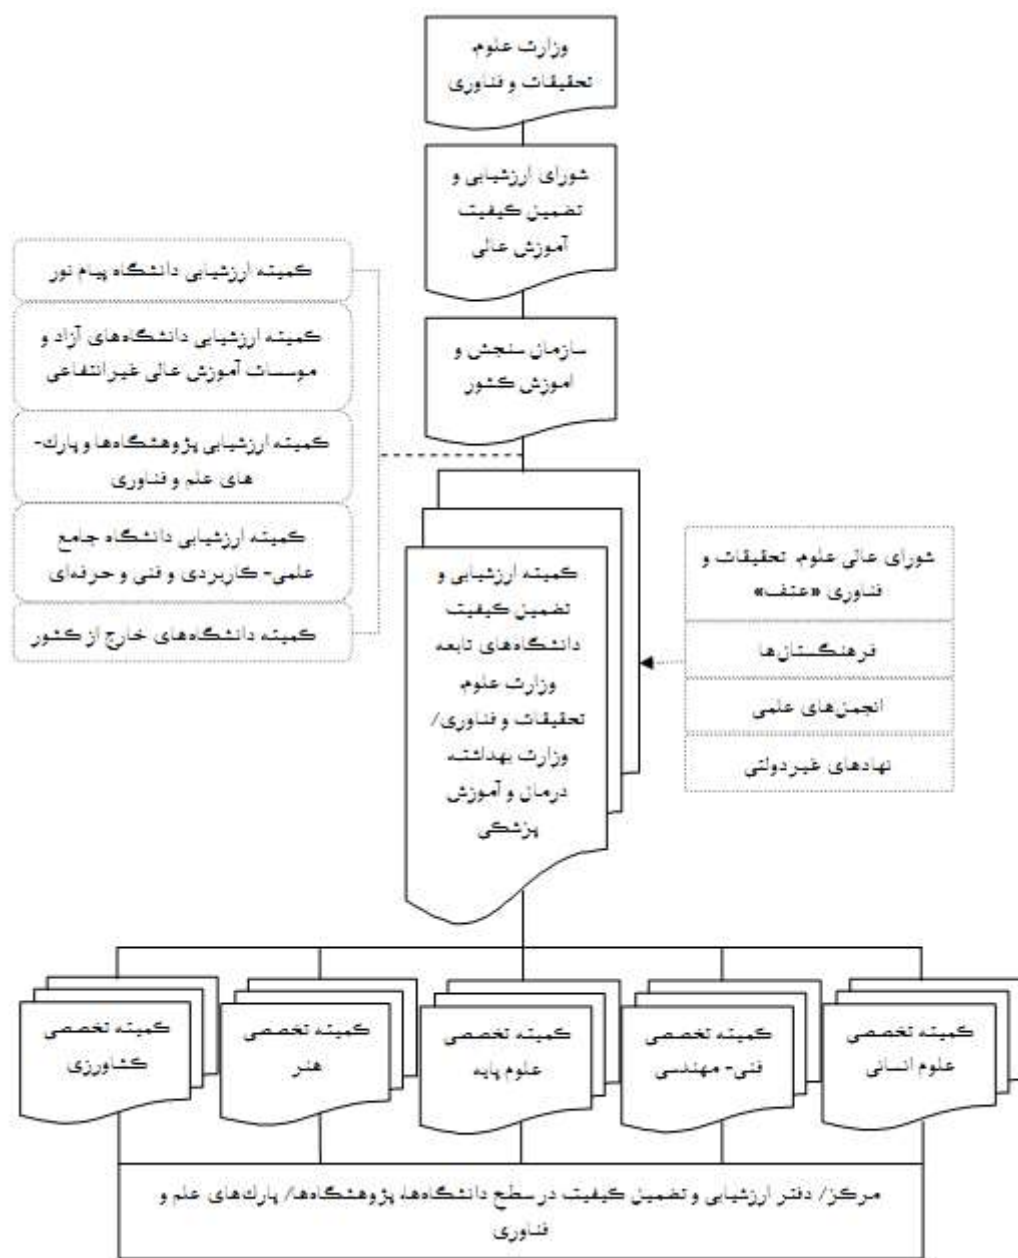 وزارت علوم،
تحقیقات و فناوری
شورای ارزشیابی و
تضمین کیفیت
آموزش عالی
سازمان سنجش و
اموزش کشور
کمیته ارزشیابی دانشگاه پیام نور
کمیته ارزشیابی دانشگاه‌های آزاد و
موسسات آموزش عالی غیرانتفاعی
کمیته ارزشیابی پژوهشگاه‌ها و پارک-
های علم و فناوری
کمیته ارزشیابی دانشگاه جامع
علمی- کاربردی و فنی و حرفه‌ای
کمیته دانشگاه‌های خارج از کشور
کمیته ارزشیابی و
تضمین کیفیت
دانشگاه‌های تابعه
وزارت علوم،
تحقیقات و فناوری/
وزارت بهداشت،
درمان و آموزش
پزشکی
شورای عالی علوم، تحقیقات و
فناوری «عتف»
فرهنگستان‌ها
انجمن‌های علمی
نهادهای غیردولتی
کمیته تخصصی
علوم انسانی
کمیته تخصصی
فنی- مهندسی
کمیته تخصصی
علوم پایه
کمیته تخصصی
هنر
کمیته تخصصی
کشاورزی
مرکز/ دفتر ارزشیابی و تضمین کیفیت در سطح دانشگاه‌ها، پژوهشگاه‌ها/ پارک‌های علم و
فناوری